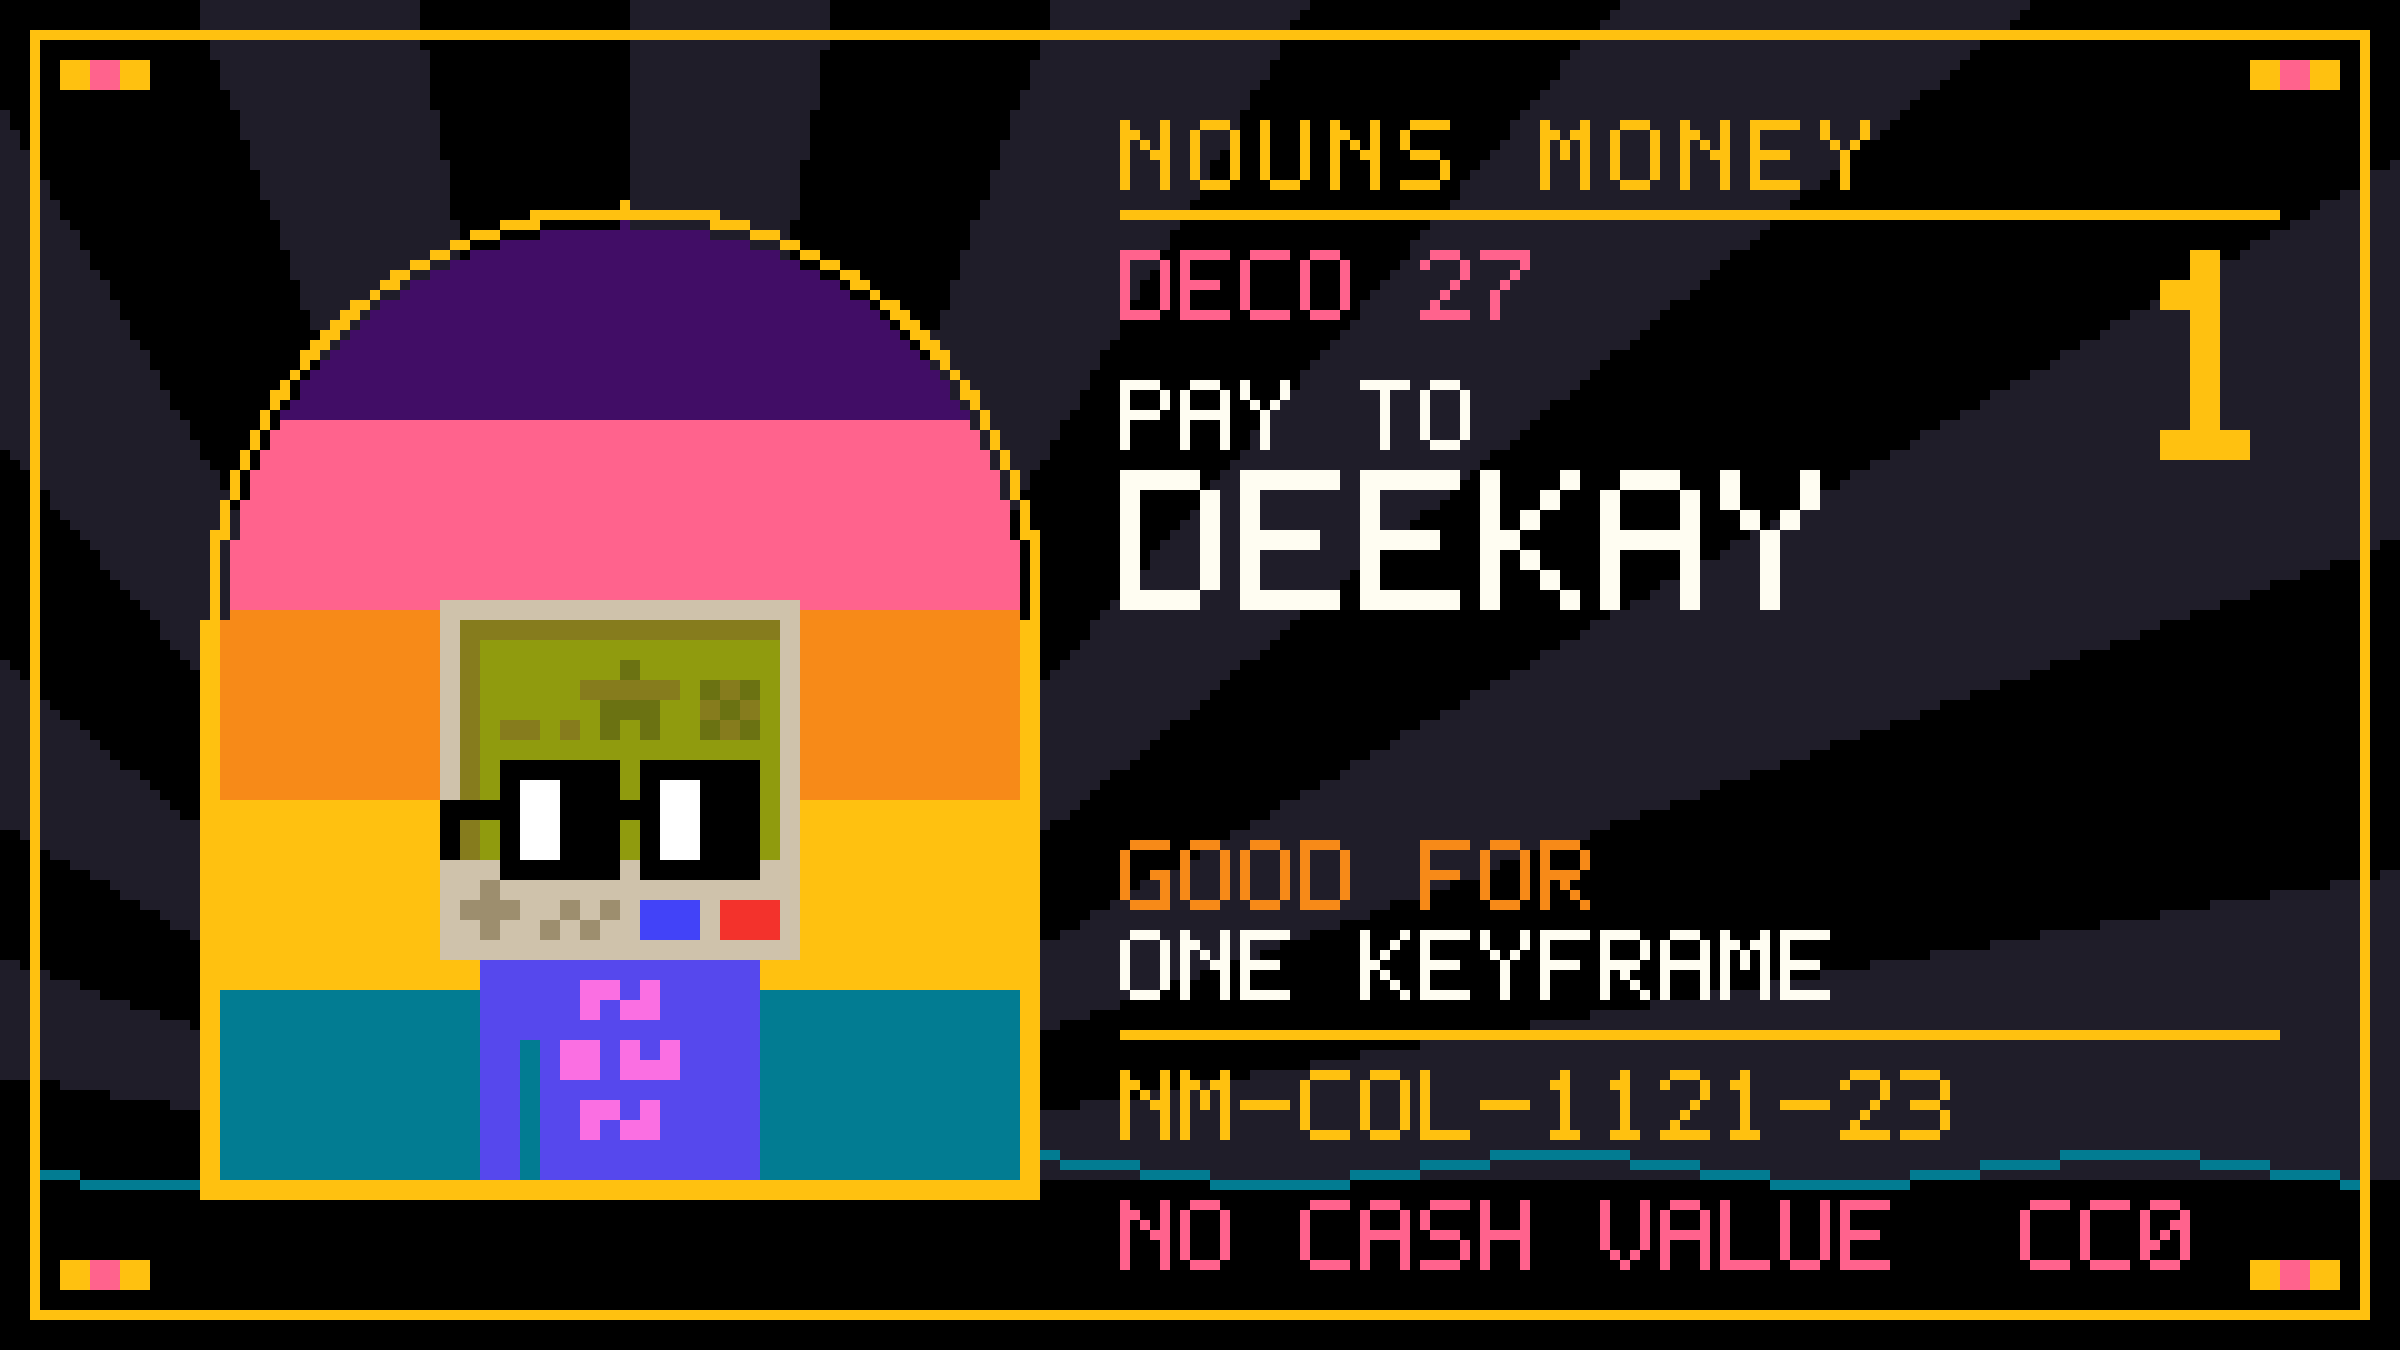 NOUNS MONEY
DECO 27
1
PAY TO
DEEKAY
GOOD FOR
ONE KEYFRAME
NM-COL-1121-23
NO CASH VALUE CC0